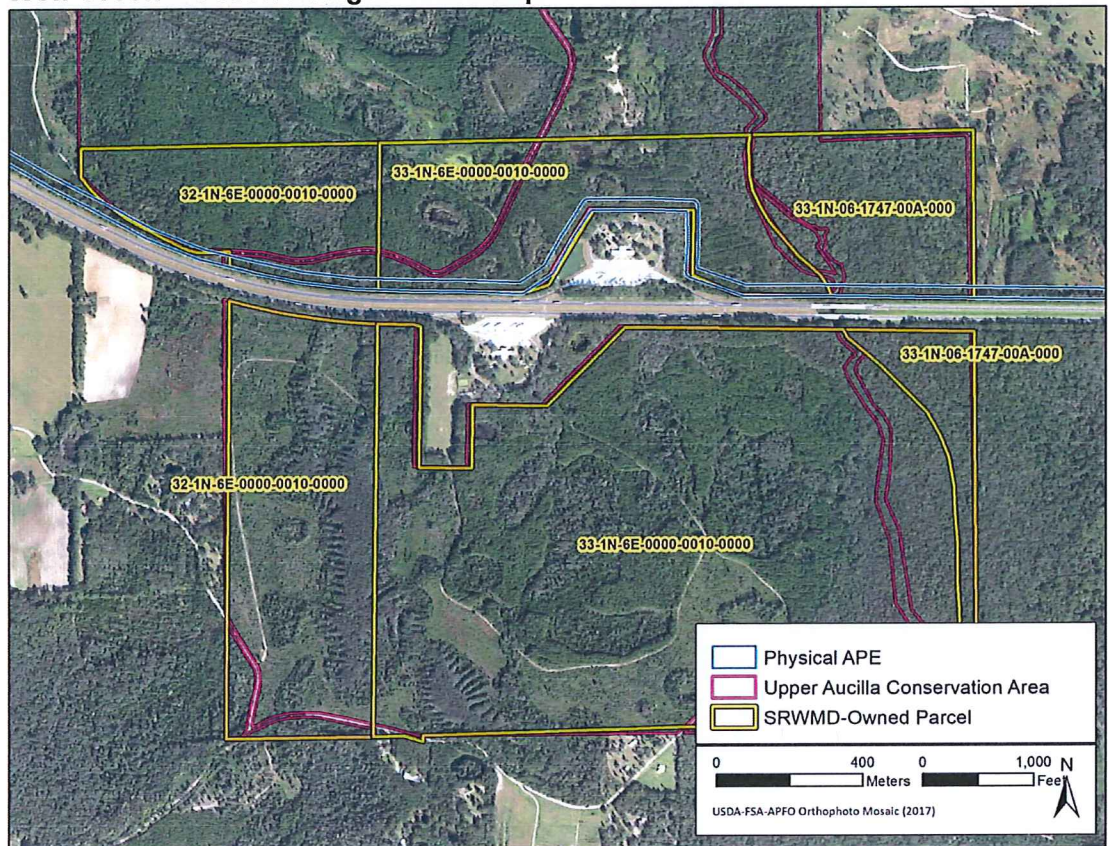 32-1N-6E-0000-0010-0000
33-1N-6E-0000-0010-0000
33-1N-06-1747-00A-000
33-1N-06-1747-00A-000
32-1N-6E-0000-0010-0000
33-1N-6E-0000-0010-0000
Physical APE
Upper Aucilla Conservation Area
SRWMD-Owned Parcel
0 400 Meters 0 1,000 Feet N
USDA-FSA-APFO Orthophoto Mosaic (2017)